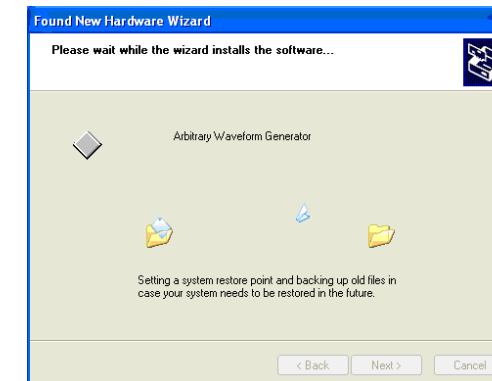 Found New Hardware Wizard
Please wait while the wizard installs the software...
Arbitrary Waveform Generator
Setting a system restore point and backing up old files in
case your system needs to be restored in the future.
< Back
Next >
Cancel